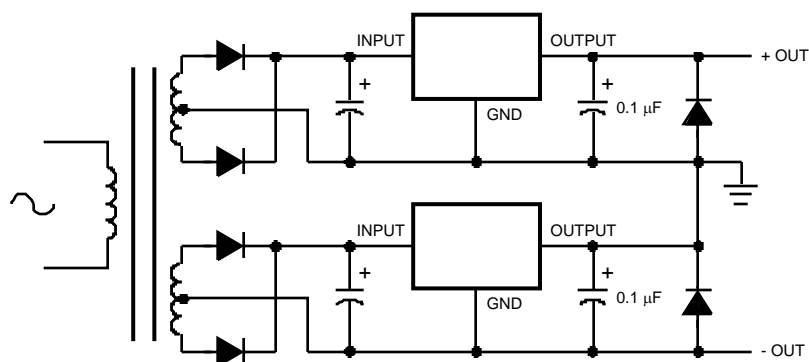 INPUT
OUTPUT
+
+
+ OUT
GND
0.1 µF
INPUT
OUTPUT
+
+
GND
0.1 µF
- OUT